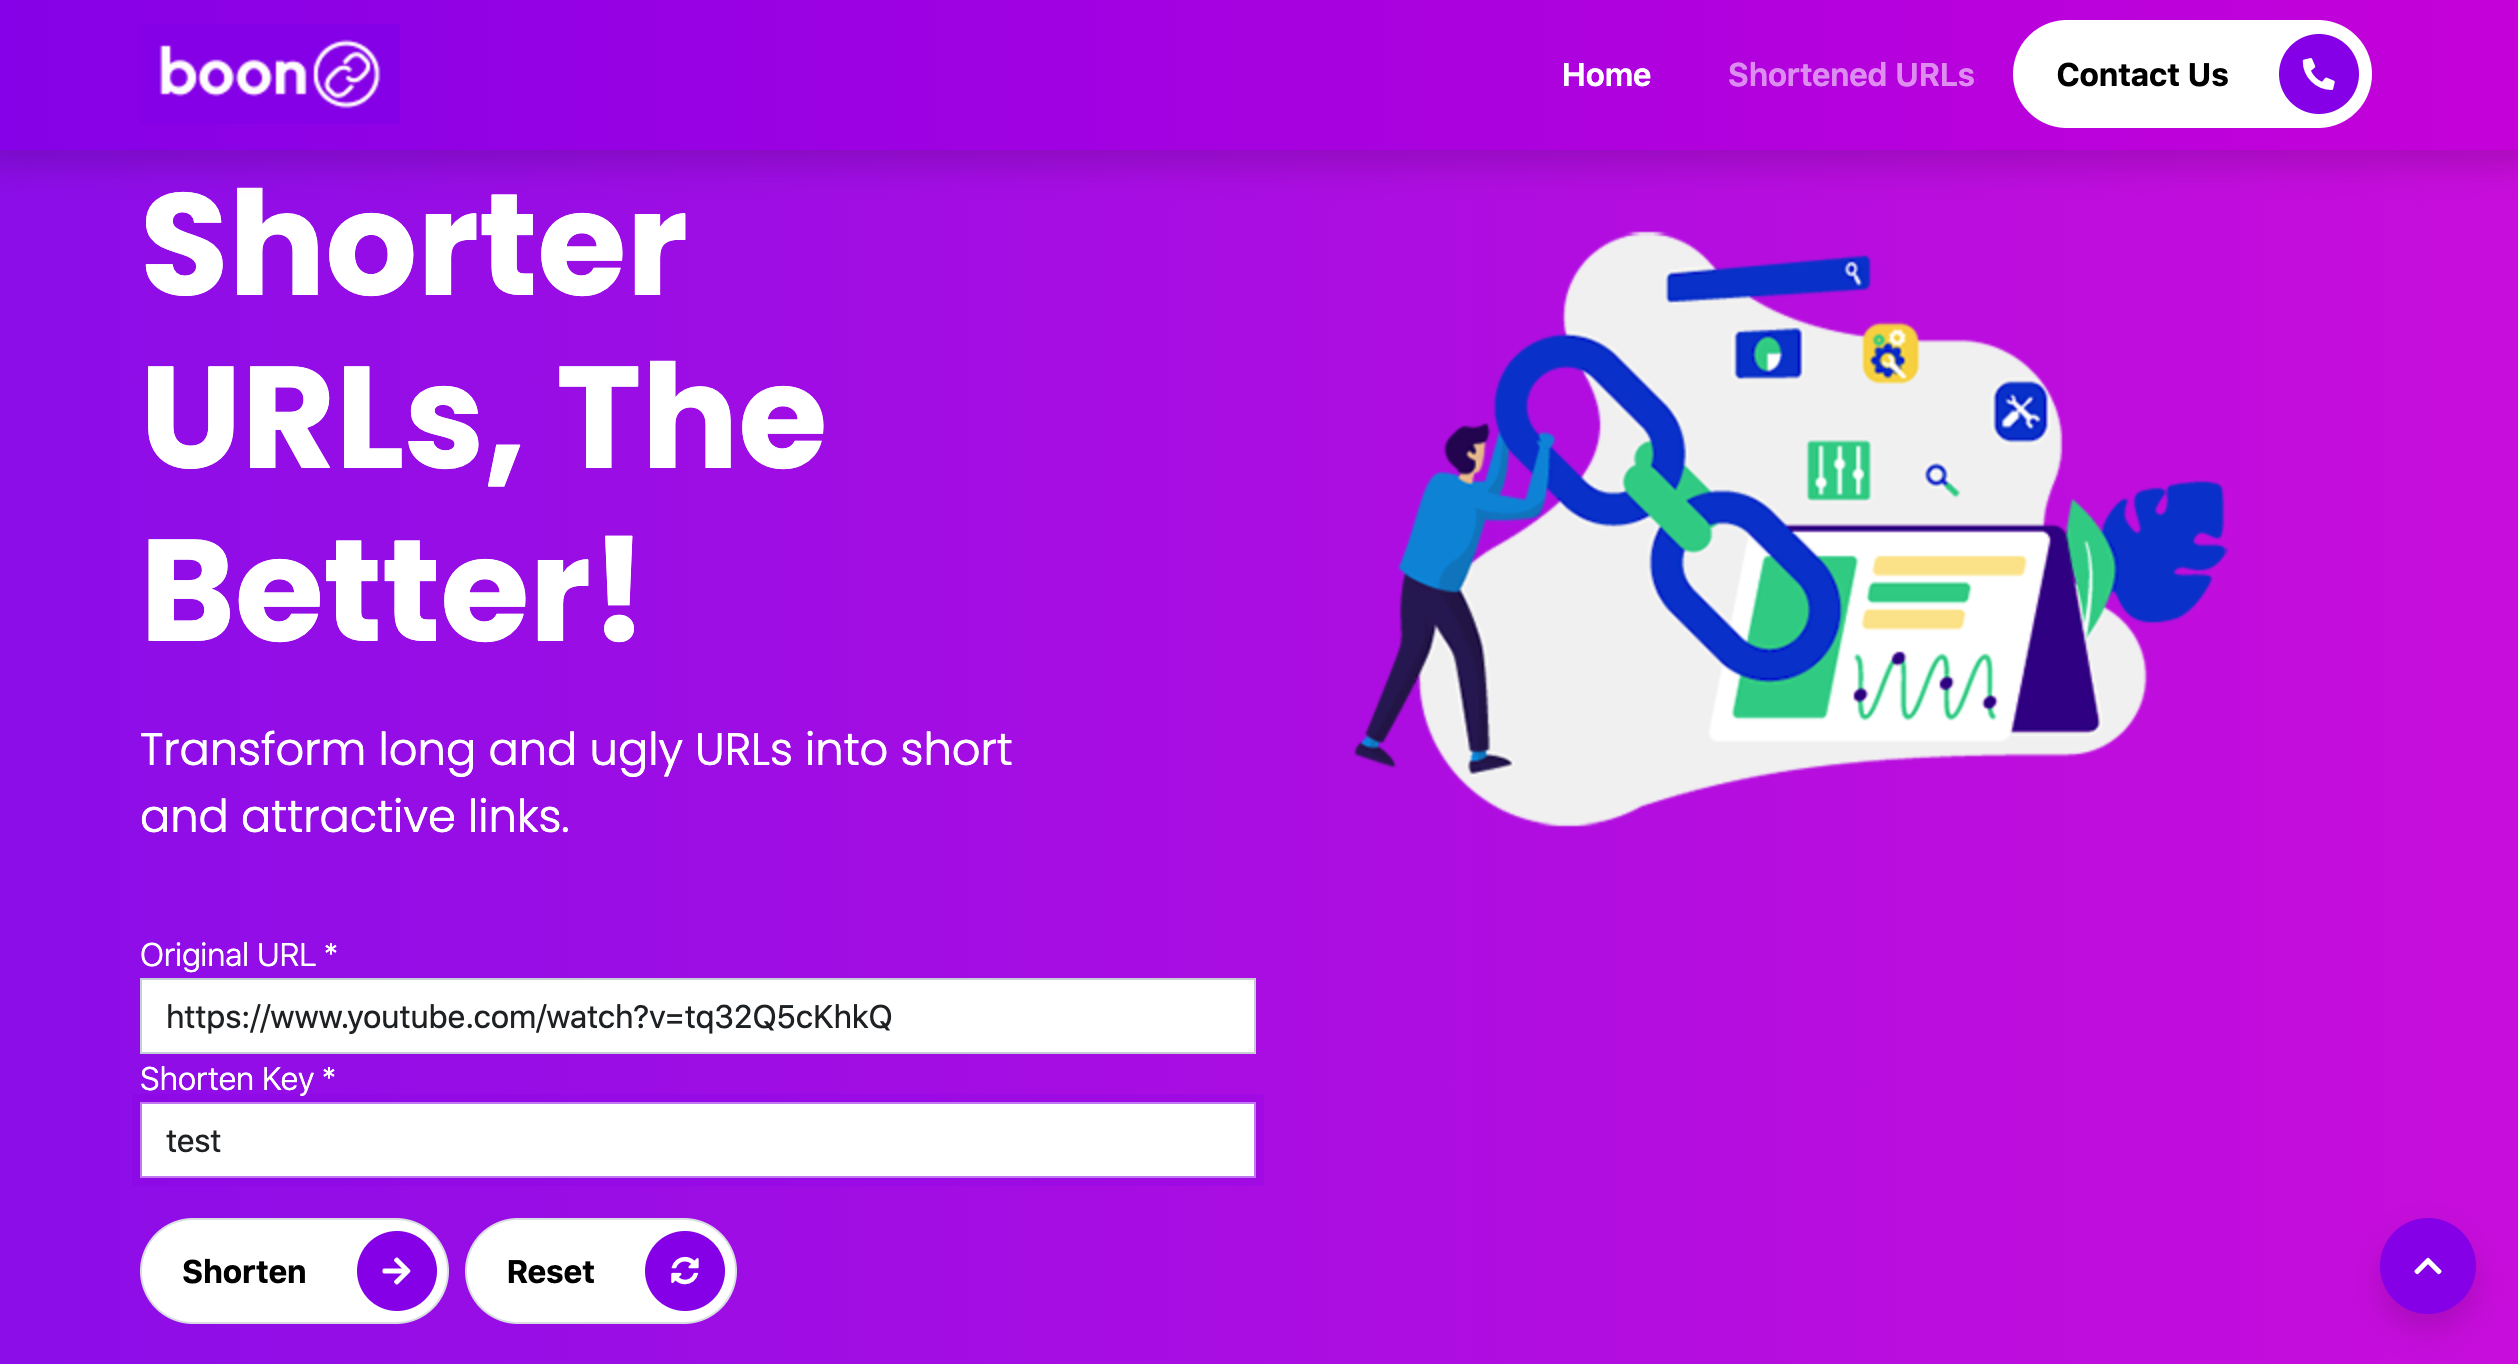 boon
Home
Shortened URLs
Contact Us
Shorter
URLs, The
Better!
Transform long and ugly URLs into short
and attractive links.
Original URL *
https://www.youtube.com/watch?v=tq32Q5cKhkQ
Shorten Key *
test
Shorten
Reset